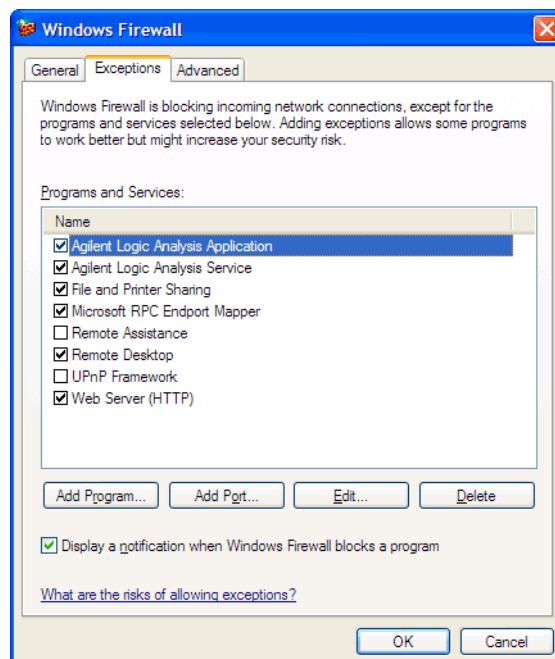 Windows Firewall
General Exceptions Advanced
Windows Firewall is blocking incoming network connections, except for the
programs and services selected below. Adding exceptions allows some programs
to work better but might increase your security risk.
Programs and Services:
Name
Agilent Logic Analysis Application
Agilent Logic Analysis Service
File and Printer Sharing
Microsoft RPC Endport Mapper
Remote Assistance
Remote Desktop
UPnP Framework
Web Server (HTTP)
Add Program... Add Port... Edit... Delete
Display a notification when Windows Firewall blocks a program
What are the risks of allowing exceptions?
OK Cancel